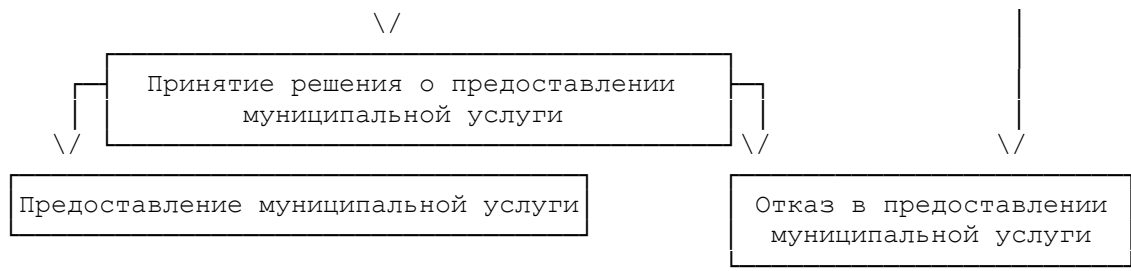 Принятие решения о предоставлении
муниципальной услуги
Предоставление муниципальной услуги
Отказ в предоставлении
муниципальной услуги